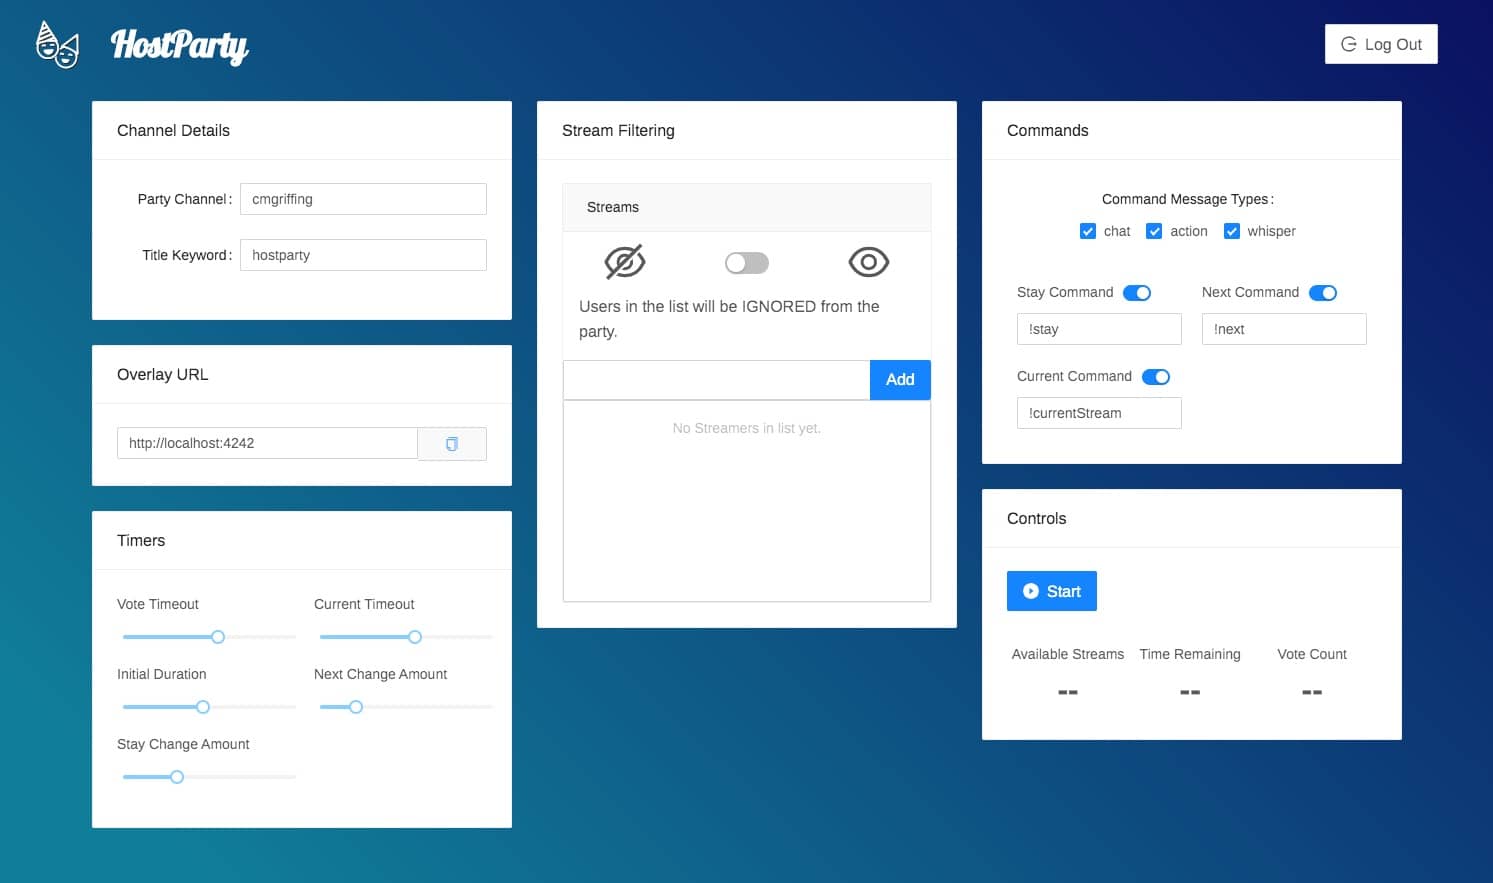 HostParty
Log Out
Channel Details
Party Channel:
cmgriffing
Title Keyword:
hostparty
Overlay URL
http://localhost:4242
Timers
Vote Timeout
Current Timeout
Initial Duration
Next Change Amount
Stay Change Amount
Stream Filtering
Streams
Users in the list will be IGNORED from the
party.
Add
No Streamers in list yet.
Commands
Command Message Types:
chat
action
whisper
Stay Command
Next Command
!stay
!next
Current Command
!currentStream
Controls
Start
Available Streams
Time Remaining
Vote Count
--
--
--